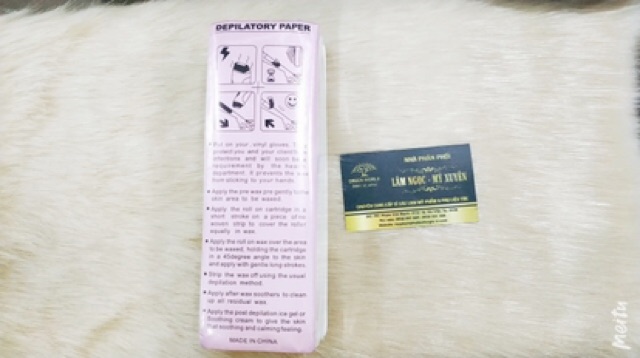 DEPILATORY PAPER
• Put on your vinyl gloves.
protect you and your client
infections and will soon be a
requirement by the health
department. it prevents the wax
from sticking to your hands.
• Apply the pre wax pre gently to the
skin area to be waxed.
• Apply the roll on cartridge in a
short stroke on a piece of non
woven strip to cover the roller
equally in wax.
• Apply the roll on wax over the area
to be waxed, holding the cartridge
in a 45degree angle to the skin
and apply with gentle long strokes.
• Strip the wax off using the usual
depilation method.
• Apply after wax soothers to clean
up all residual wax.
• Apply the post depilation ice gel or
Soothing cream to give the skin
that soothing and calming feeling.
MADE IN CHINA
NHÀ PHÂN PHỐI
LÂM NGỌC - MỸ XUYÊN
Meitu